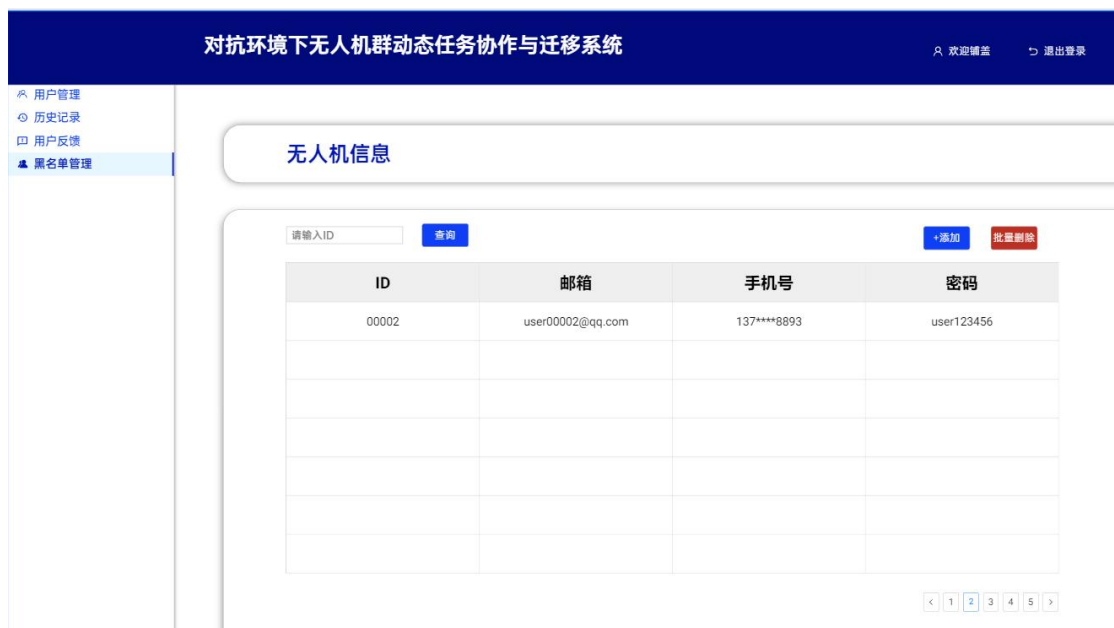 对抗环境下无人机群动态任务协作与迁移系统
欢迎辅盖 退出登录
用户管理
历史记录
用户反馈
黑名单管理
无人机信息
请输入ID 查询 +添加 批量删除
ID 邮箱 手机号 密码
00002 user00002@qq.com 137****8893 user123456
< 1 2 3 4 5 >